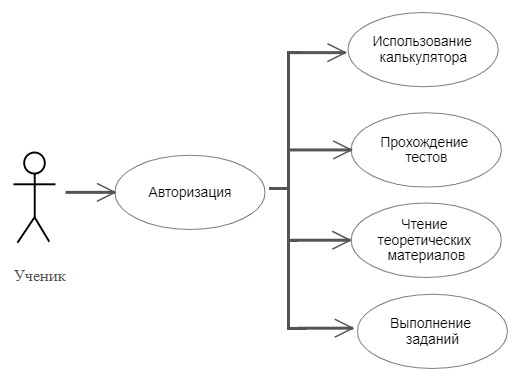 Использование
калькулятора
Прохождение
тестов
Авторизация
Чтение
теоретических
материалов
Ученик
Выполнение
заданий